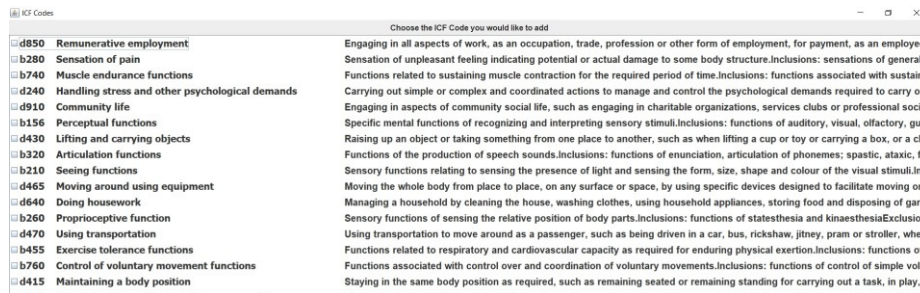 ICF Codes
Choose the ICF Code you would like to add
d850 Remunerative employment Engaging in all aspects of work, as an occupation, trade, profession or other form of employment, for payment, as an employe
b280 Sensation of pain Sensation of unpleasant feeling indicating potential or actual damage to some body structure.Inclusions: sensations of general
b740 Muscle endurance functions Functions related to sustaining muscle contraction for the required period of time.Inclusions: functions associated with sustain
d240 Handling stress and other psychological demands Carrying out simple or complex and coordinated actions to manage and control the psychological demands required to carry o
d910 Community life Engaging in aspects of community social life, such as engaging in charitable organizations, services clubs or professional soci
b156 Perceptual functions Specific mental functions of recognizing and interpreting sensory stimuli.Inclusions: functions of auditory, visual, olfactory, gu
d430 Lifting and carrying objects Raising up an object or taking something from one place to another, such as when lifting a cup or toy or carrying a box, or a cl
b320 Articulation functions Functions of the production of speech sounds.Inclusions: functions of enunciation, articulation of phonemes; spastic, ataxic, f
b210 Seeing functions Sensory functions relating to sensing the presence of light and sensing the form, size, shape and colour of the visual stimuli.In
d465 Moving around using equipment Moving the whole body from place to place, on any surface or space, by using specific devices designed to facilitate moving or
d640 Doing housework Managing a household by cleaning the house, washing clothes, using household appliances, storing food and disposing of gar
b260 Proprioceptive function Sensory functions of sensing the relative position of body parts.Inclusions: functions of statesthesia and kinaesthesiaExclusio
d470 Using transportation Using transportation to move around as a passenger, such as being driven in a car, bus, rickshaw, jitney, pram or stroller, whe
b455 Exercise tolerance functions Functions related to respiratory and cardiovascular capacity as required for enduring physical exertion.Inclusions: functions o
b760 Control of voluntary movement functions Functions associated with control over and coordination of voluntary movements.Inclusions: functions of control of simple vol
d415 Maintaining a body position Staying in the same body position as required, such as remaining seated or remaining standing for carrying out a task, in play,